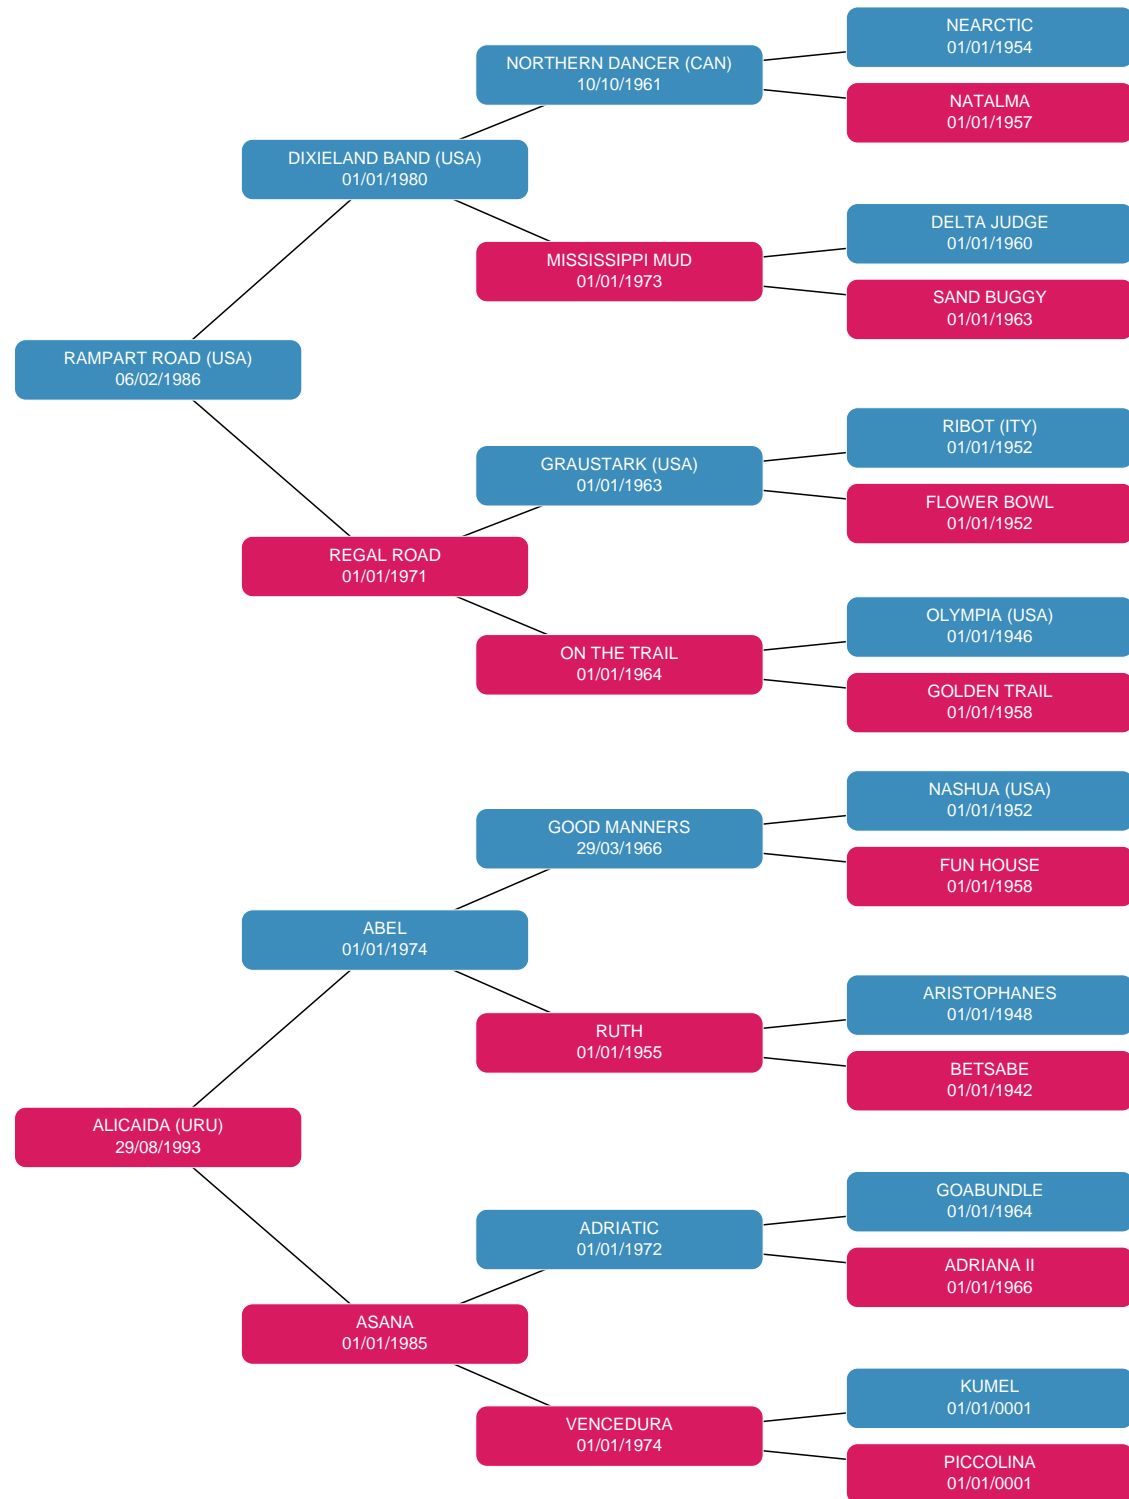 NEARCTIC
01/01/1954
NORTHERN DANCER (CAN)
10/10/1961
NATALMA
01/01/1957
DIXIELAND BAND (USA)
01/01/1980
DELTA JUDGE
01/01/1960
MISSISSIPPI MUD
01/01/1973
SAND BUGGY
01/01/1963
RAMPART ROAD (USA)
06/02/1986
RIBOT (ITY)
01/01/1952
GRAUSTARK (USA)
01/01/1963
FLOWER BOWL
01/01/1952
REGAL ROAD
01/01/1971
OLYMPIA (USA)
01/01/1946
ON THE TRAIL
01/01/1964
GOLDEN TRAIL
01/01/1958
NASHUA (USA)
01/01/1952
GOOD MANNERS
29/03/1966
FUN HOUSE
01/01/1958
ABEL
01/01/1974
ARISTOPHANES
01/01/1948
RUTH
01/01/1955
BETSABE
01/01/1942
ALICAIDA (URU)
29/08/1993
GOABUNDLE
01/01/1964
ADRIATIC
01/01/1972
ADRIANA II
01/01/1966
ASANA
01/01/1985
KUMEL
01/01/0001
VENCEDURA
01/01/1974
PICCOLINA
01/01/0001